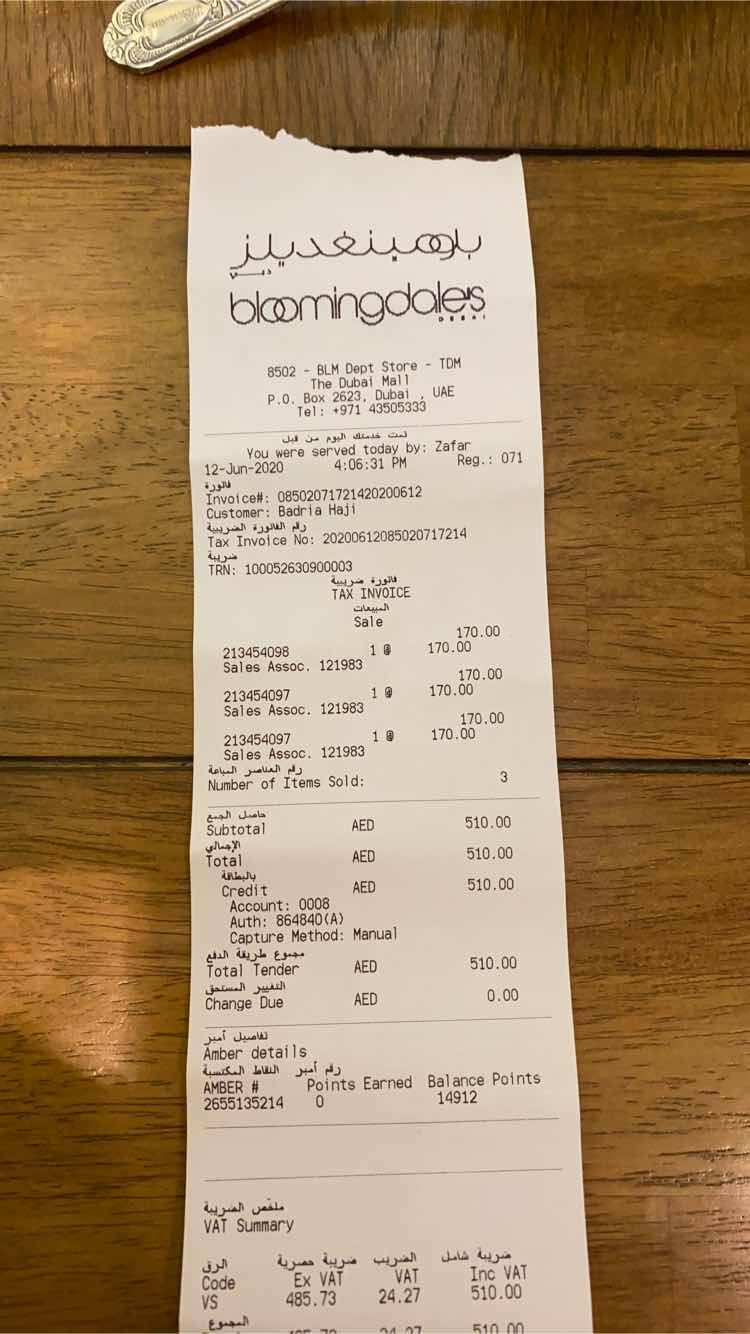 بلومينغديلز
دبي
bloomingdale's
DUBAI
8502 - BLM Dept Store - TDM
The Dubai Mall
P.O. Box 2623, Dubai , UAE
Tel: +971 43505333
تمت خدمتك اليوم من قبل
You were served today by: Zafar
12-Jun-2020 4:06:31 PM Reg.: 071
فاتورة
Invoice#: 08502071721420200612
Customer: Badria Haji
رقم الفاتورة الضريبية
Tax Invoice No: 20200612085020717214
ضريبة
TRN: 100052630900003
فاتورة ضريبية
TAX INVOICE
المبيعات
Sale
170.00
213454098 1 @ 170.00
Sales Assoc. 121983
170.00
213454097 1 @ 170.00
Sales Assoc. 121983
170.00
213454097 1 @ 170.00
Sales Assoc. 121983
رقم العناصر المباعة
Number of Items Sold: 3
حاصل الجمع
Subtotal AED 510.00
الإجمالي
Total AED 510.00
بالبطاقة
Credit AED 510.00
Account: 0008
Auth: 864840(A)
Capture Method: Manual
مجموع طريقة الدفع
Total Tender AED 510.00
التغيير المستحق
Change Due AED 0.00
تفاصيل أمبر
Amber details
رقم أمبر النقاط المكتسبة
AMBER # Points Earned Balance Points
2655135214 0 14912
ملخص الضريبة
VAT Summary
الرق ضريبة حصرية الضريب ضريبة شامل
Code Ex VAT VAT Inc VAT
VS 485.73 24.27 510.00
المجموع
485.73 24.27 510.00